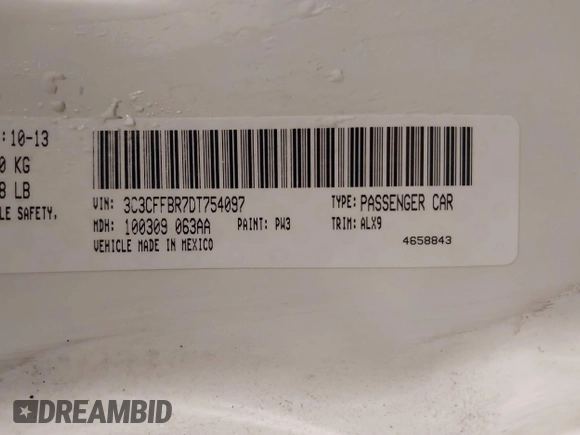 : 10-13
0 KG
8 LB
LE SAFETY,
VIN: 3C3CFFBR7DT754097
TYPE: PASSENGER CAR
MDH: 100309 063AA PAINT: PW3 TRIM: ALX9
VEHICLE MADE IN MEXICO
4658843
DREAMBID